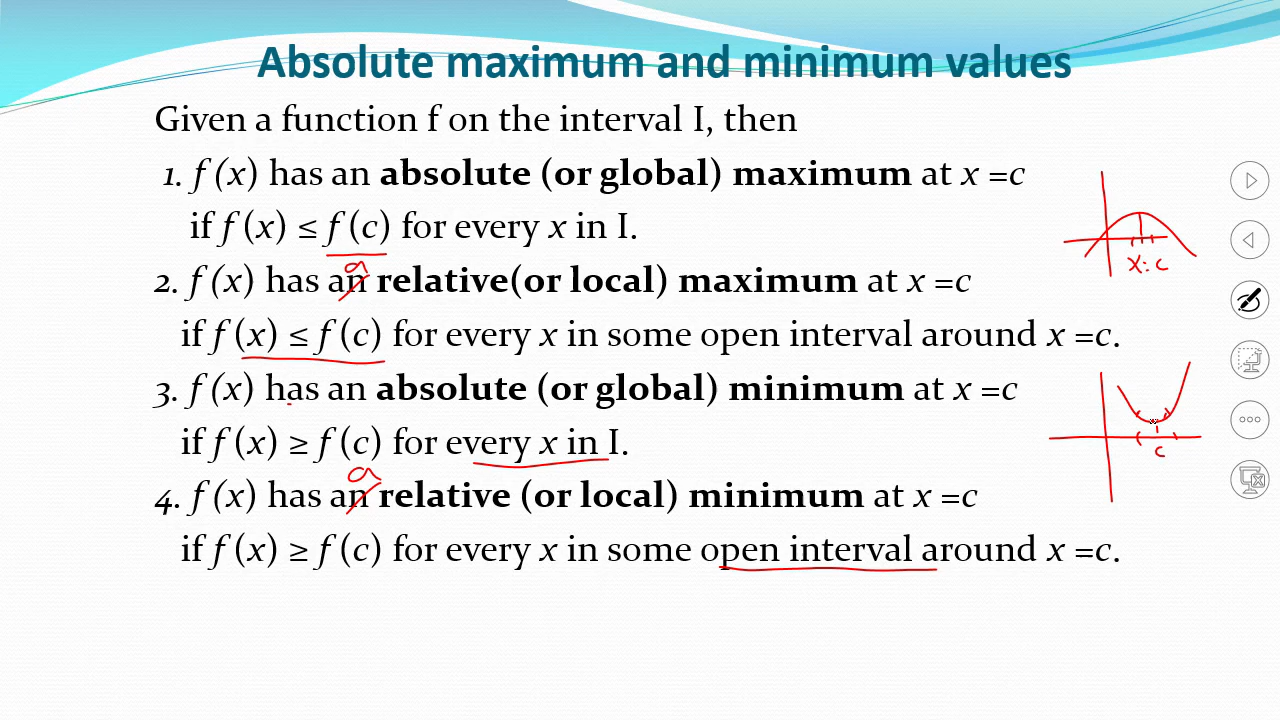 Absolute maximum and minimum values
Given a function f on the interval I, then
1. f (x) has an absolute (or global) maximum at x =c
if f (x) ≤ f (c) for every x in I.
x=c
a
2. f (x) has an relative(or local) maximum at x =c
if f (x) ≤ f (c) for every x in some open interval around x =c.
3. f (x) has an absolute (or global) minimum at x =c
if f (x) ≥ f (c) for every x in I.
c
a
4. f (x) has an relative (or local) minimum at x =c
if f (x) ≥ f (c) for every x in some open interval around x =c.